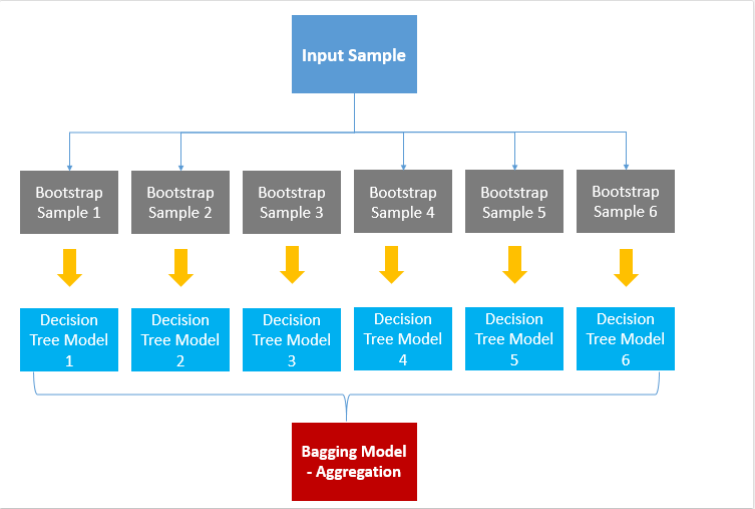 Input Sample
Bootstrap
Sample 1
Bootstrap
Sample 2
Bootstrap
Sample 3
Bootstrap
Sample 4
Bootstrap
Sample 5
Bootstrap
Sample 6
Decision
Tree Model
1
Decision
Tree Model
2
Decision
Tree Model
3
Decision
Tree Model
4
Decision
Tree Model
5
Decision
Tree Model
6
Bagging Model
- Aggregation